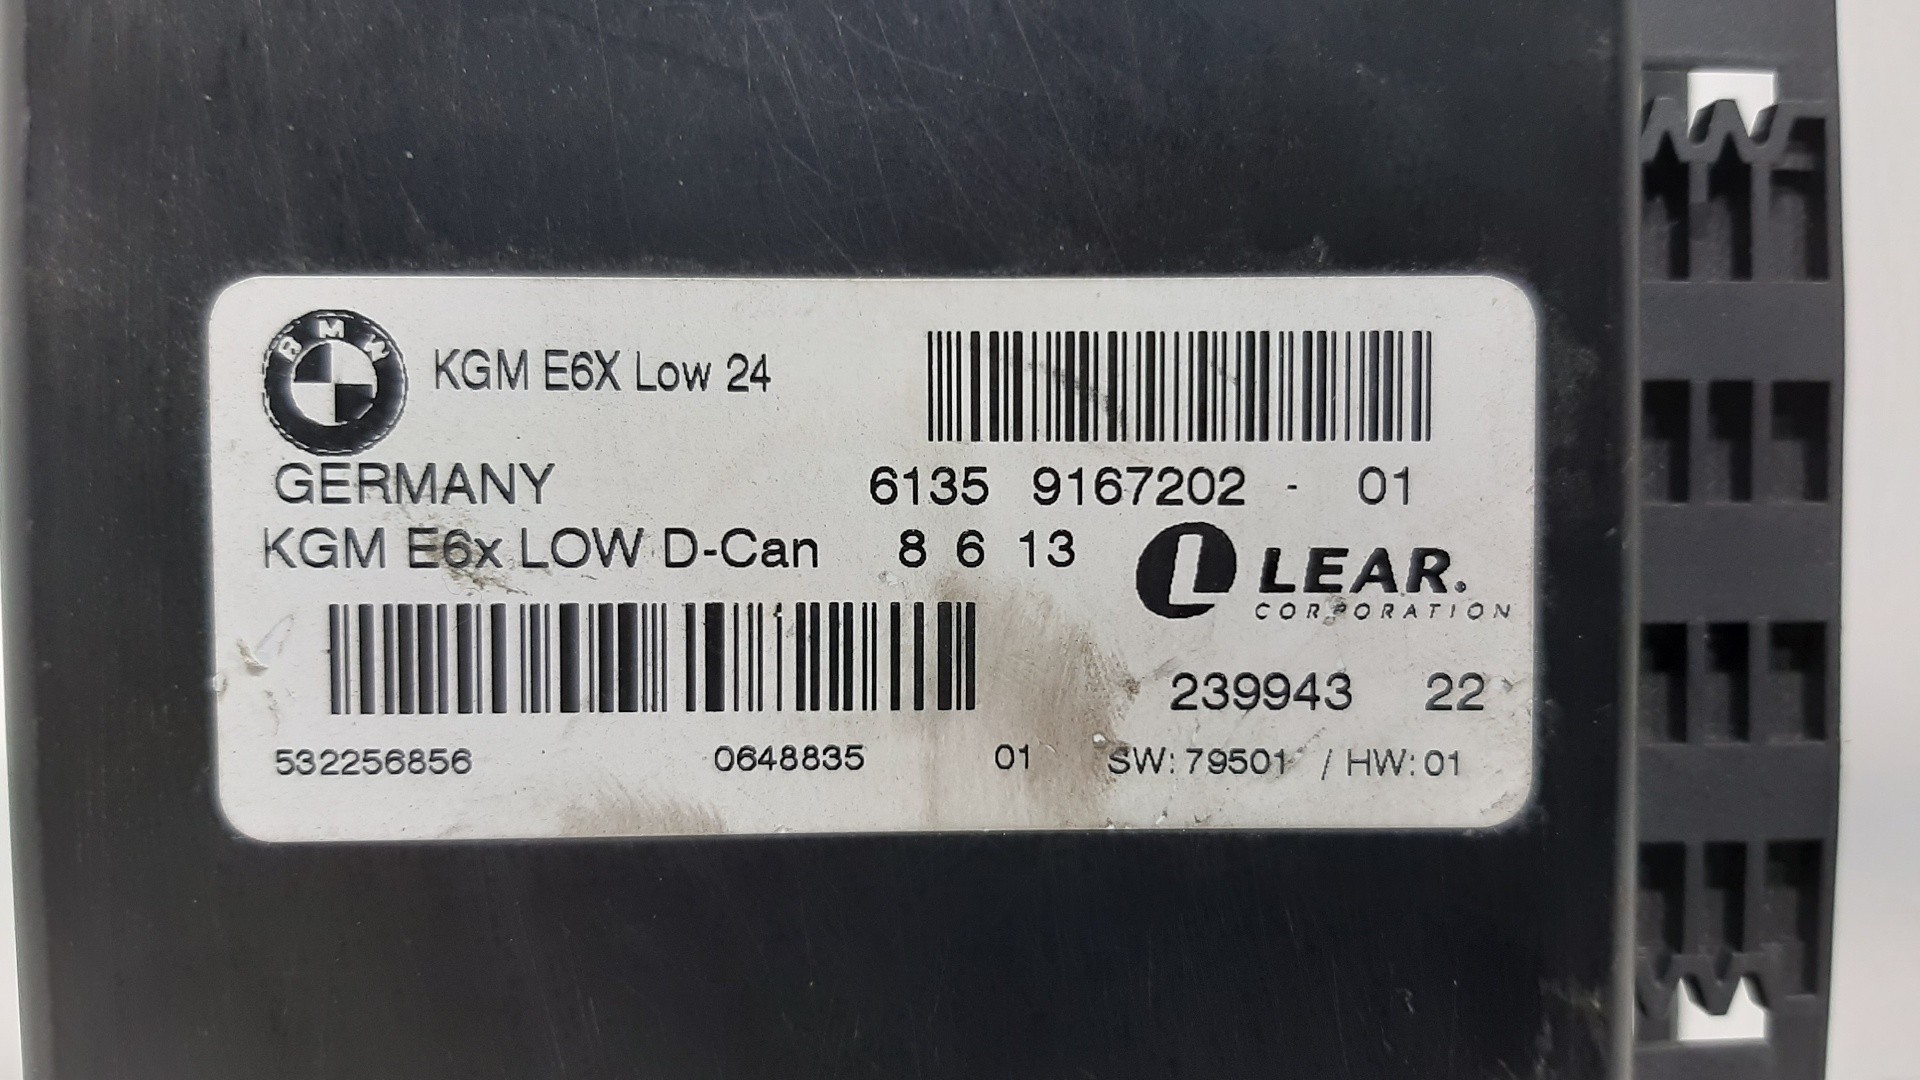 BMW
KGM E6X Low 24
GERMANY 6135 9167202 - 01
KGM E6x LOW D-Can 8 6 13
L LEAR.
CORPORATION
239943 22
532256856 0648835 01 SW: 79501 / HW: 01